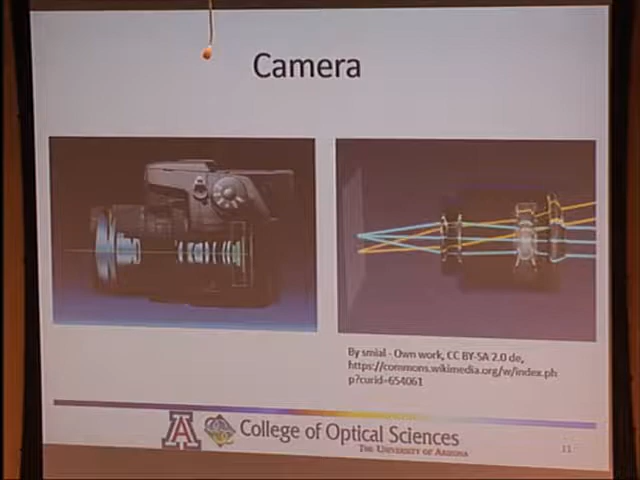 Camera
By smial - Own work, CC BY-SA 2.0 de,
https://commons.wikimedia.org/w/index.ph
p?curid=654061
A
College of Optical Sciences
THE UNIVERSITY OF ARIZONA
11